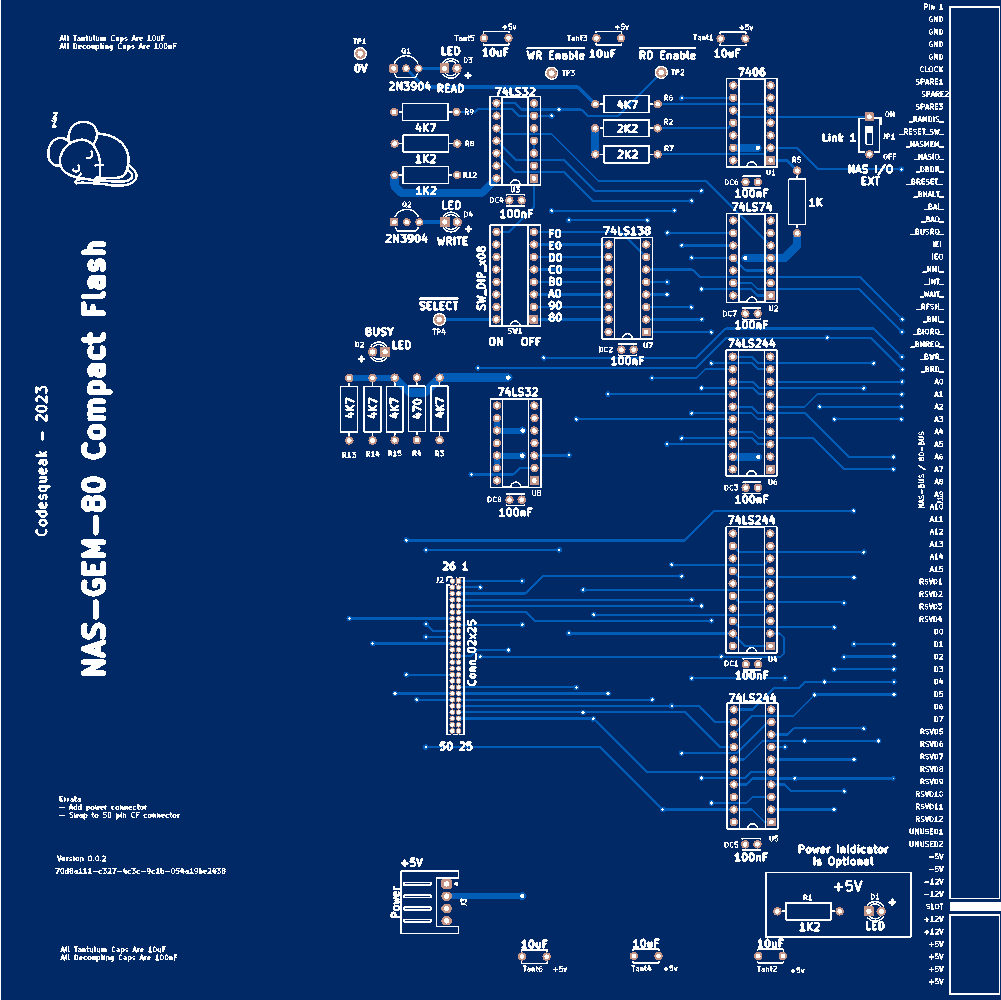 Pin 1
GND
GND
GND
GND
CLOCK
SPARE1
SPARE2
SPARE3
_RAMDIS_
_RESET_SW_
_NASMEM_
_NASIO_
_DBDR_
_BRESET_
_BHALT_
_BAI_
_BAO_
_BUSRQ_
IEI
IEO
_NMI_
_INT_
_WAIT_
_RFSH_
_BM1_
_BIORQ_
_BMREQ_
_BWR_
_BRD_
A0
A1
A2
A3
A4
A5
A6
A7
A8
A9
A10
A11
A12
A13
A14
A15
RSVD1
RSVD2
RSVD3
RSVD4
D0
D1
D2
D3
D4
D5
D6
D7
RSVD5
RSVD6
RSVD7
RSVD8
RSVD9
RSVD10
RSVD11
RSVD12
UNUSED1
UNUSED2
-5V
-5V
-12V
-12V
SLOT
+12V
+12V
+5V
+5V
+5V
+5V
NAS-BUS / 80-BUS
All Tantulum Caps Are 10uF
All Decoupling Caps Are 100nF
TP1
0V
Q1
2N3904
LED
D3
+
READ
Tant5
+5v
10uF
Tant3
+5v
10uF
Tant1
+5v
10uF
WR Enable
TP3
RD Enable
TP2
4K7
R9
1K2
R8
1K2
R12
74LS32
U3
DC4
100nF
4K7
R6
2K2
R2
2K2
R7
7406
U1
DC6
100nF
ON
Link 1
JP1
OFF
NAS I/O
EXT
R5
1K
Q2
2N3904
LED
D4
+
WRITE
SW_DIP_x08
F0
E0
D0
C0
B0
A0
90
80
SW1
ON OFF
74LS138
U7
DC2
100nF
74LS74
U2
DC7
100nF
SELECT
TP4
BUSY
D2
LED
+
4K7
R13
4K7
R14
4K7
R15
470
R4
4K7
R3
74LS32
U8
DC8
100nF
74LS244
U6
DC3
100nF
Codesqueak - 2023
NAS-GEM-80 Compact Flash
26 1
J2
Conn_02x25
50 25
74LS244
U4
DC1
100nF
74LS244
U5
DC5
100nF
Errata
- Add power connector
- Swap to 50 pin CF connector
Version 0.0.2
+5V
Power
J3
Power Inidicator
is Optional
+5V
R1
1K2
D1
+
LED
All Tantulum Caps Are 10uF
All Decoupling Caps Are 100nF
10uF
Tant6
+5v
10uF
Tant4
+5v
10uF
Tant2
+5v